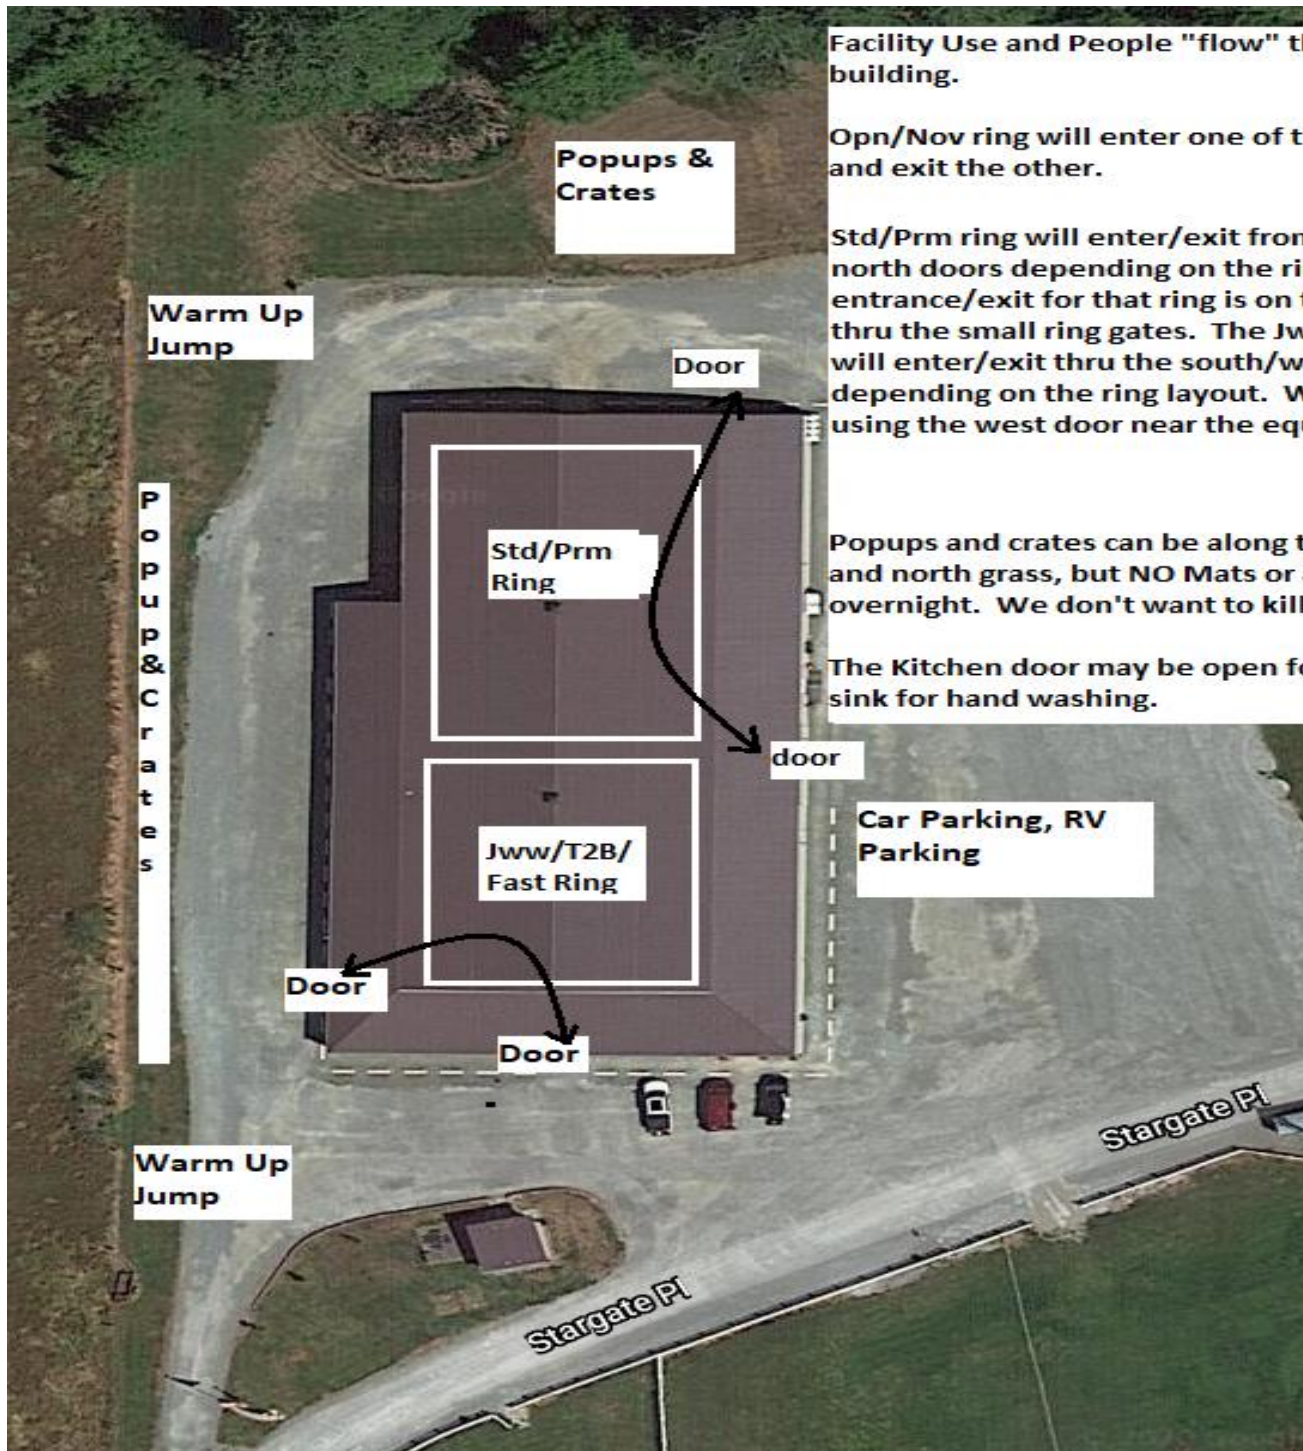 Facility Use and People "flow"
building.
Opn/Nov ring will enter one of
and exit the other.
Std/Prm ring will enter/exit
north doors depending on the
entrance/exit for that ring is on
thru the small ring gates. The
will enter/exit thru the
depending on the ring layout.
using the west door near the
Popups and crates can be along
and north grass, but NO Mats or
overnight. We don't want to kill
The Kitchen door may be open
sink for hand washing.
Popups &
Crates
Warm Up
Jump
Door
Popup&Crates
Std/Prm
Ring
door
Car Parking, RV
Parking
Jww/T2B/
Fast Ring
Door
Door
Warm Up
Jump
Stargate Pl
Stargate Pl